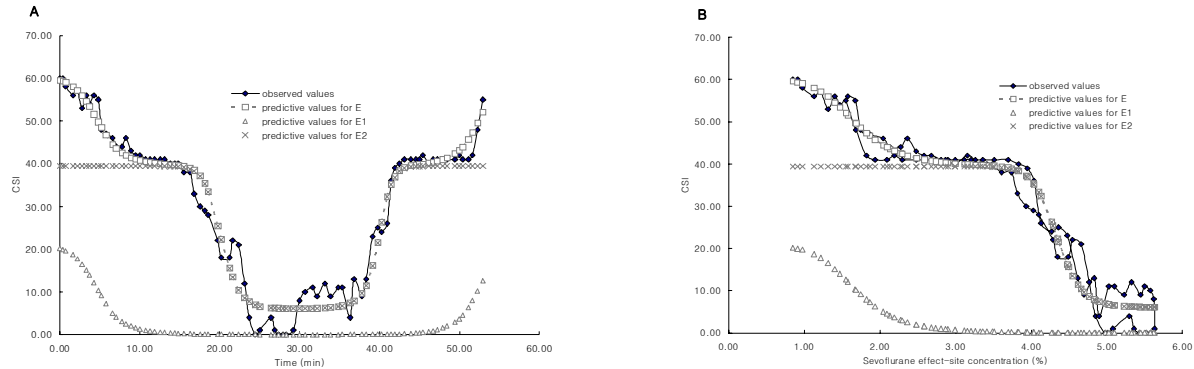 A
70.00
60.00
50.00
40.00
30.00
20.00
10.00
0.00
CSI
observed values
predictive values for E
predictive values for E1
predictive values for E2
0.00 10.00 20.00 30.00 40.00 50.00 60.00
Time (min)
B
70.00
60.00
50.00
40.00
30.00
20.00
10.00
0.00
CSI
observed values
predictive values for E
predictive values for E1
predictive values for E2
0.00 1.00 2.00 3.00 4.00 5.00 6.00
Sevoflurane effect-site concentration (%)